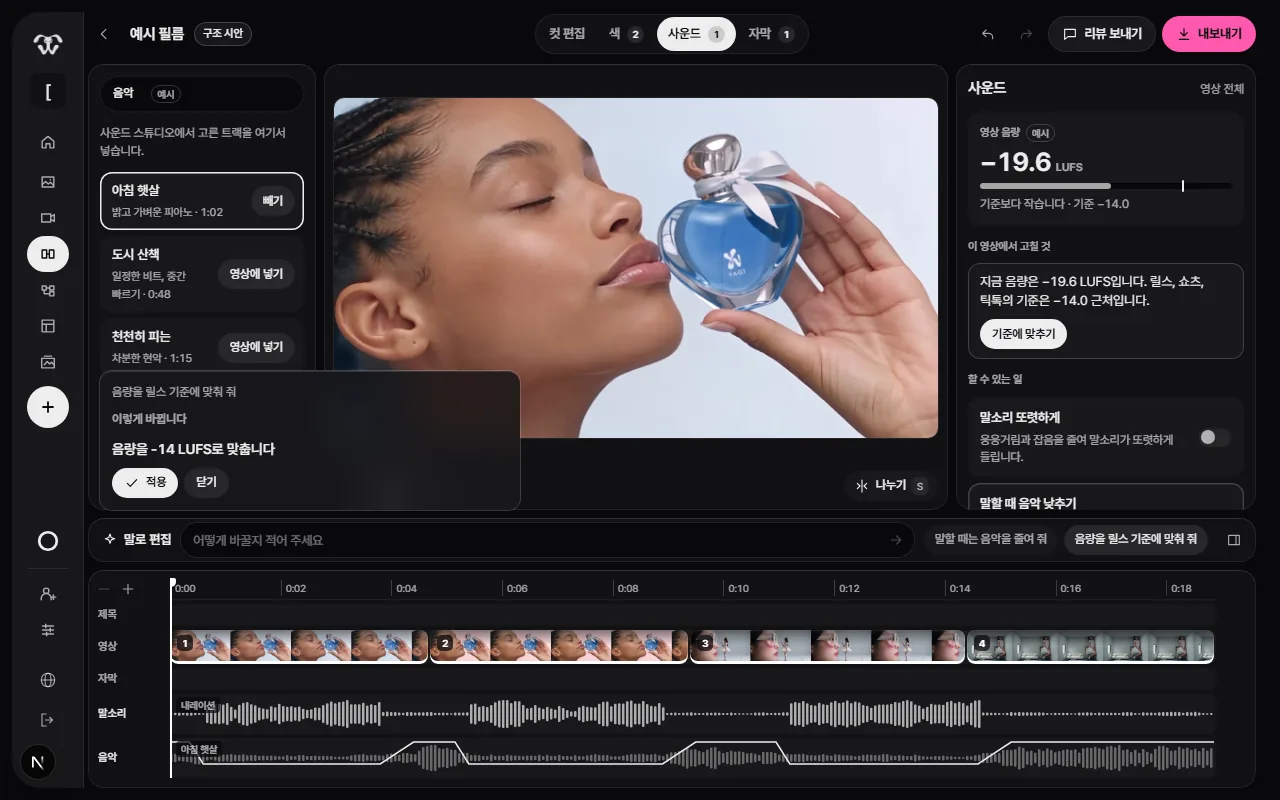 예시 필름
구조 시안
컷 편집
색 2
사운드 1
자막 1
리뷰 보내기
내보내기
[
음악
예시
사운드 스튜디오에서 고른 트랙을 여기서
넣습니다.
아침 햇살
밝고 가벼운 피아노 · 1:02
빼기
도시 산책
일정한 비트, 중간
빠르기 · 0:48
영상에 넣기
천천히 피는
차분한 현악 · 1:15
영상에 넣기
음량을 릴스 기준에 맞춰 줘
이렇게 바뀝니다
음량을 -14 LUFS로 맞춥니다
적용
닫기
YAGI
나누기 S
사운드
영상 전체
영상 음량
예시
−19.6 LUFS
기준보다 작습니다 · 기준 −14.0
이 영상에서 고칠 것
지금 음량은 −19.6 LUFS입니다. 릴스, 쇼츠,
틱톡의 기준은 −14.0 근처입니다.
기준에 맞추기
할 수 있는 일
말소리 또렷하게
웅웅거림과 잡음을 줄여 말소리가 또렷하게
들립니다.
말할 때 음악 낮추기
말로 편집
어떻게 바꿀지 적어 주세요
말할 때는 음악을 줄여 줘
음량을 릴스 기준에 맞춰 줘
0:00
0:02
0:04
0:06
0:08
0:10
0:12
0:14
0:16
0:18
제목
영상
1
2
3
4
자막
말소리
내레이션
음악
아침 햇살
N